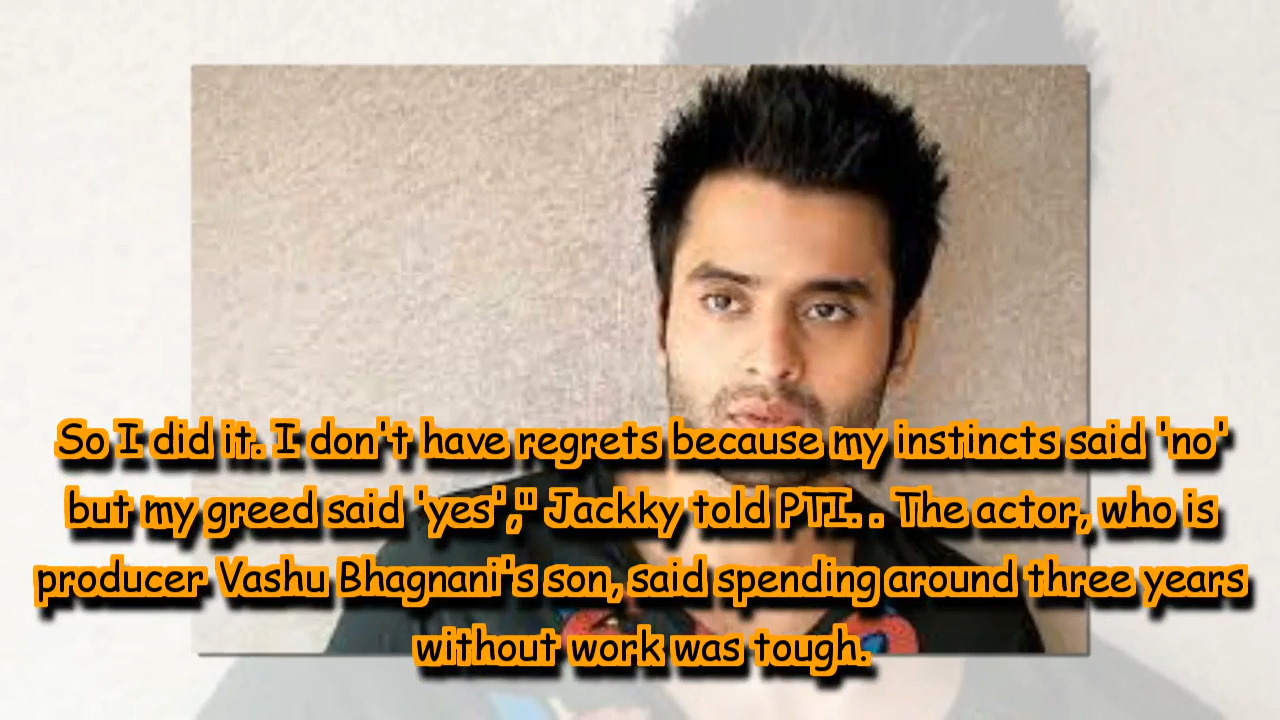 So I did it. I don't have regrets because my instincts said 'no'
but my greed said 'yes'," Jackky told PTI. . The actor, who is
producer Vashu Bhagnani's son, said spending around three years
without work was tough.